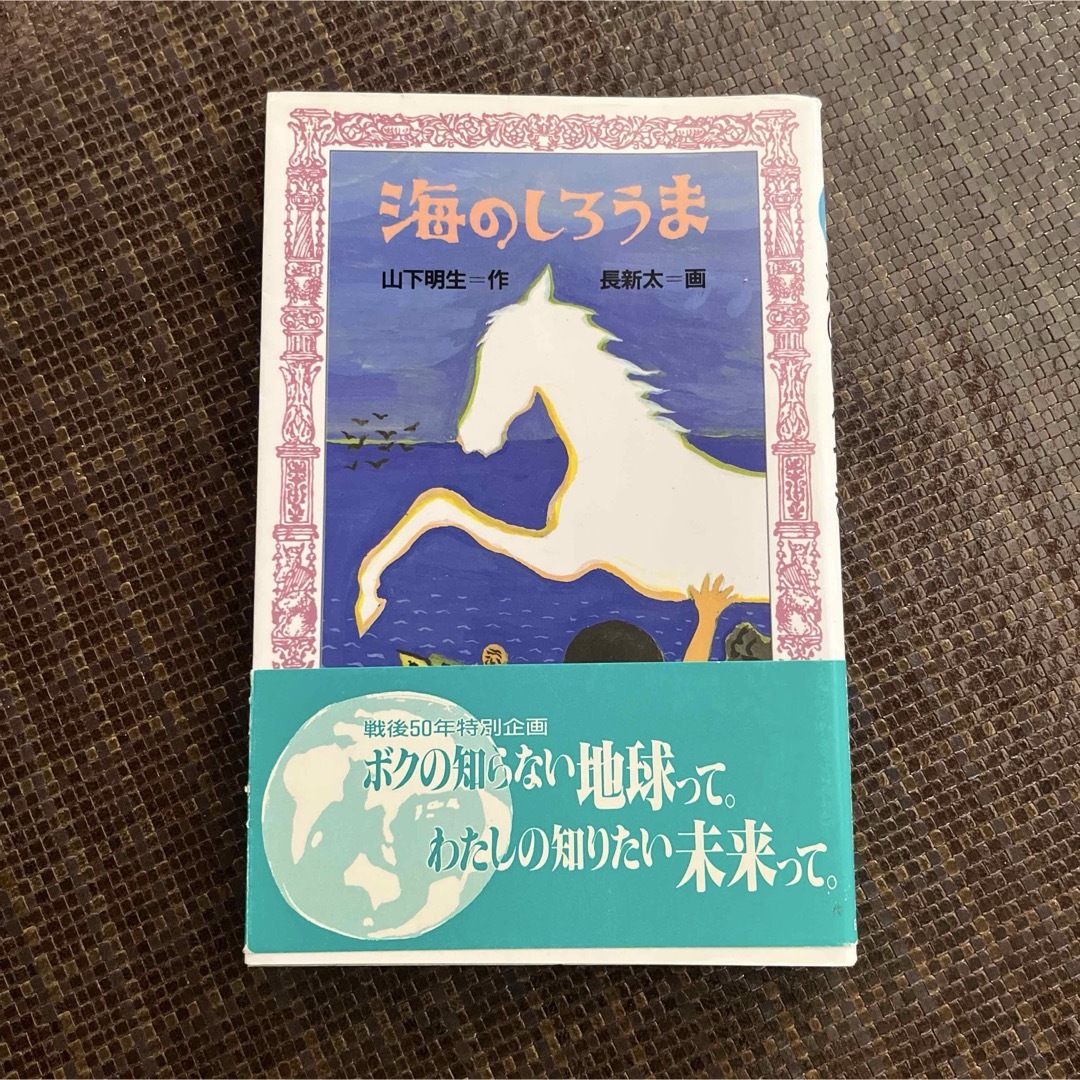 海のしろうま
山下明生=作 長新太=画
戦後50年特別企画
ボクの知らない地球って。
わたしの知りたい未来って。